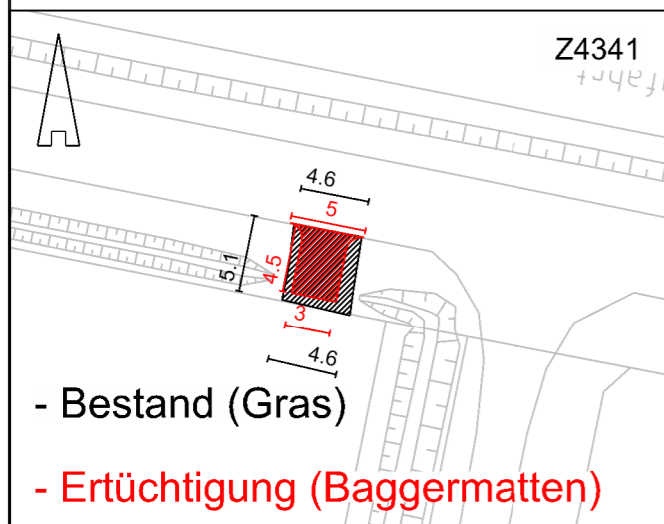 Z4341
4.6
5
5.1
4.5
3
4.6
- Bestand (Gras)
- Ertüchtigung (Baggermatten)